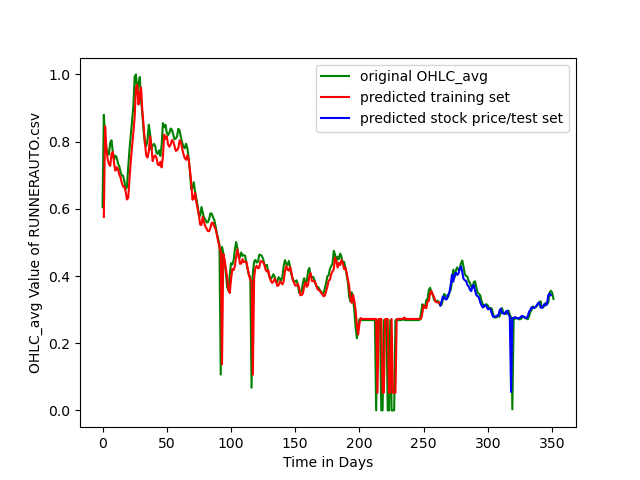 original OHLC_avg
predicted training set
predicted stock price/test set
OHLC_avg Value of RUNNERAUTO.csv
1.0
0.8
0.6
0.4
0.2
0.0
0 50 100 150 200 250 300 350
Time in Days